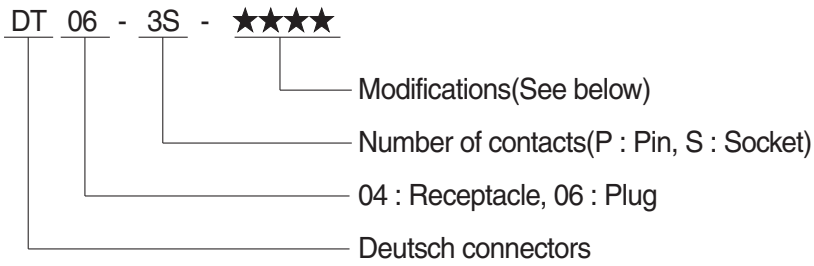 DT 06 - 3S - ★★★★
Modifications(See below)
Number of contacts(P : Pin, S : Socket)
04 : Receptacle, 06 : Plug
Deutsch connectors